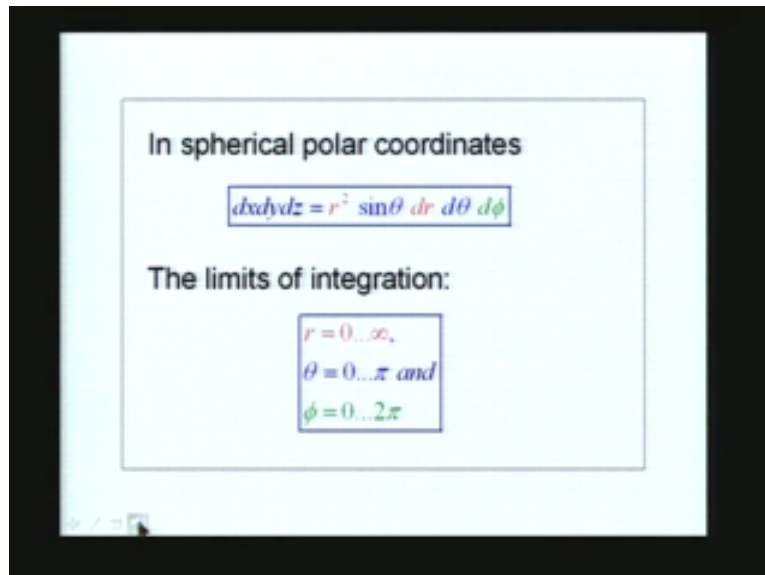 In spherical polar coordinates
dxdydz = r² sinθ dr dθ dϕ
The limits of integration:
r = 0...∞,
θ = 0...π and
ϕ = 0...2π